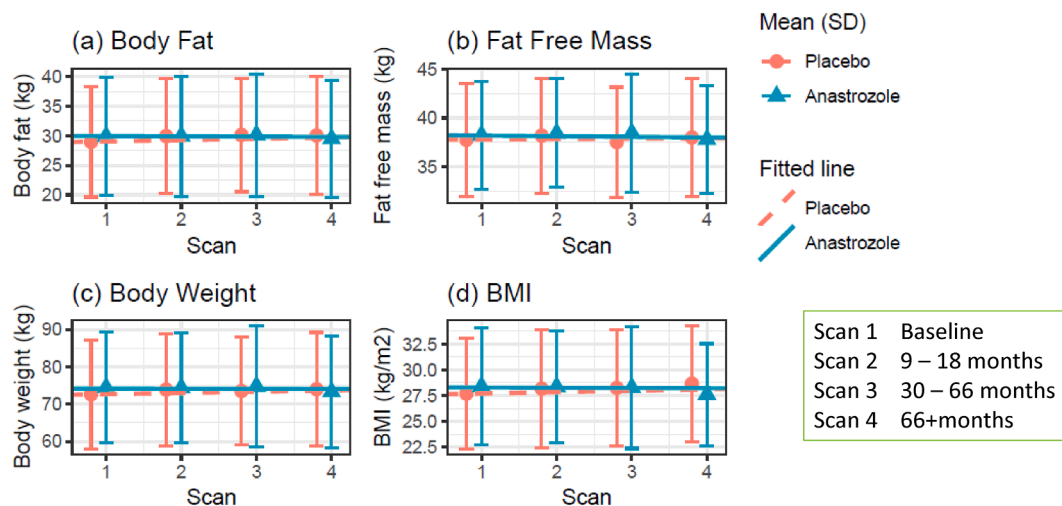 (a) Body Fat
Body fat (kg)
40
35
30
25
20
1 2 3 4
Scan
(b) Fat Free Mass
Fat free mass (kg)
45
40
35
1 2 3 4
Scan
Mean (SD)
Placebo
Anastrozole
Fitted line
Placebo
Anastrozole
(c) Body Weight
Body weight (kg)
90
80
70
60
1 2 3 4
Scan
(d) BMI
BMI (kg/m2)
32.5
30.0
27.5
25.0
22.5
1 2 3 4
Scan
Scan 1 Baseline
Scan 2 9 – 18 months
Scan 3 30 – 66 months
Scan 4 66+months